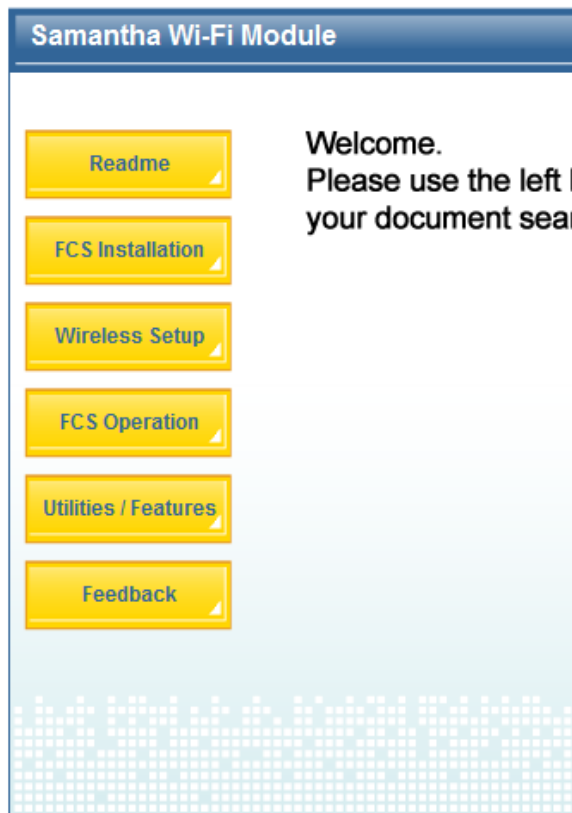 Samantha Wi-Fi Module
Readme
FCS Installation
Wireless Setup
FCS Operation
Utilities / Features
Feedback
Welcome.
Please use the left
your document